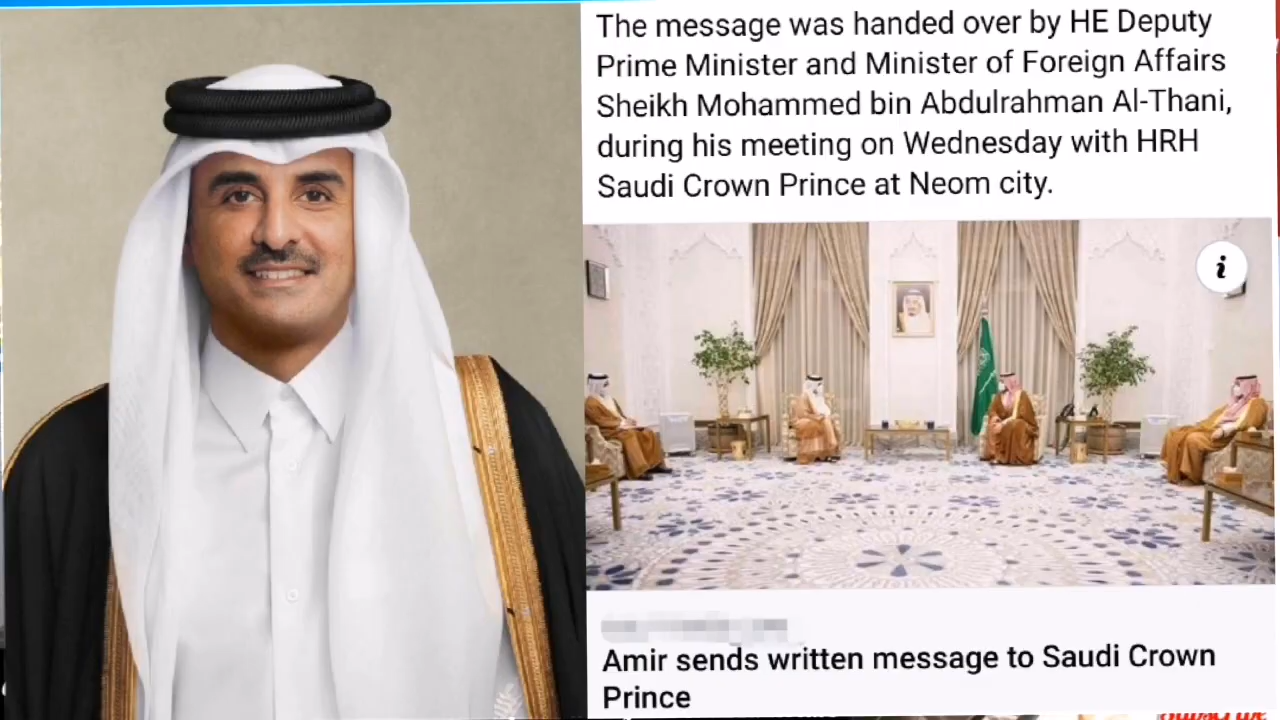 The message was handed over by HE Deputy
Prime Minister and Minister of Foreign Affairs
Sheikh Mohammed bin Abdulrahman Al-Thani,
during his meeting on Wednesday with HRH
Saudi Crown Prince at Neom city.
i
Amir sends written message to Saudi Crown
Prince